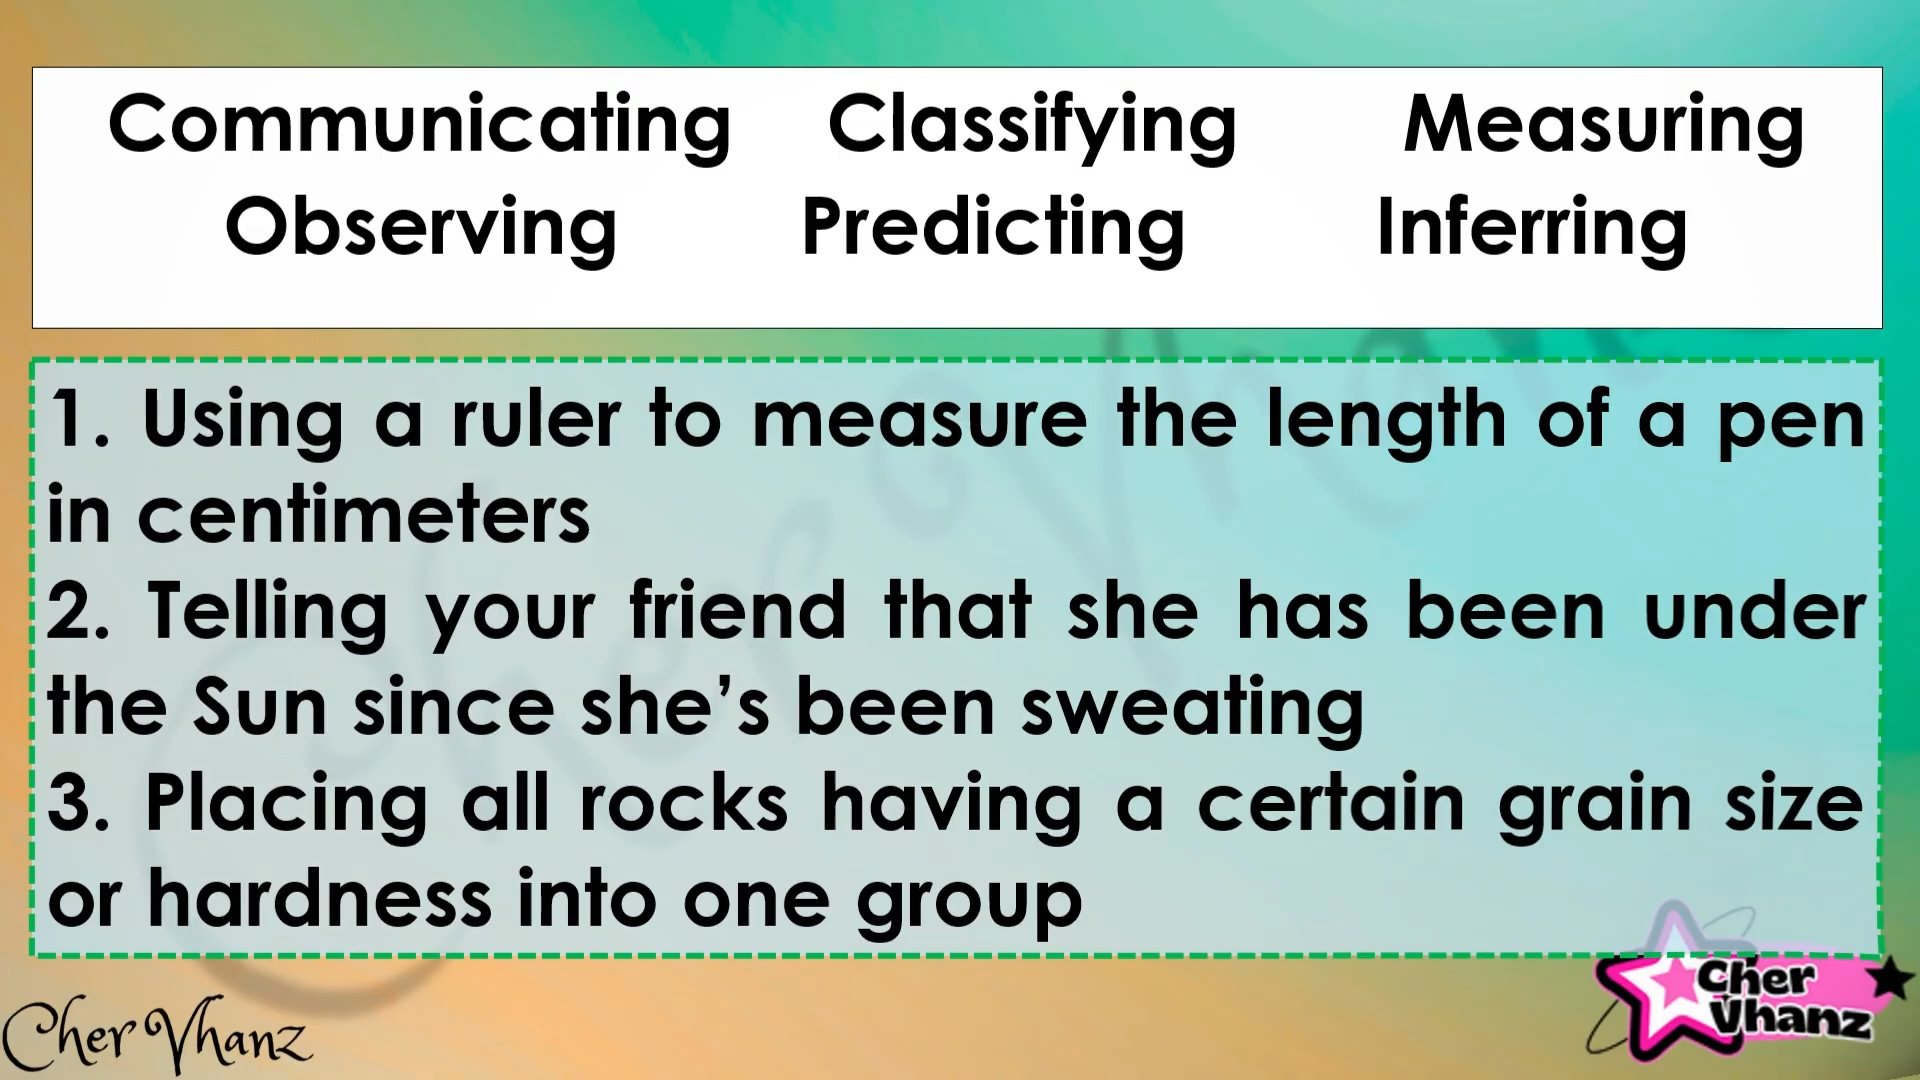 Communicating Classifying Measuring
Observing Predicting Inferring
1. Using a ruler to measure the length of a pen
in centimeters
2. Telling your friend that she has been under
the Sun since she’s been sweating
3. Placing all rocks having a certain grain size
or hardness into one group
Cher Vhanz
Cher
Vhanz
Cher Vhanz